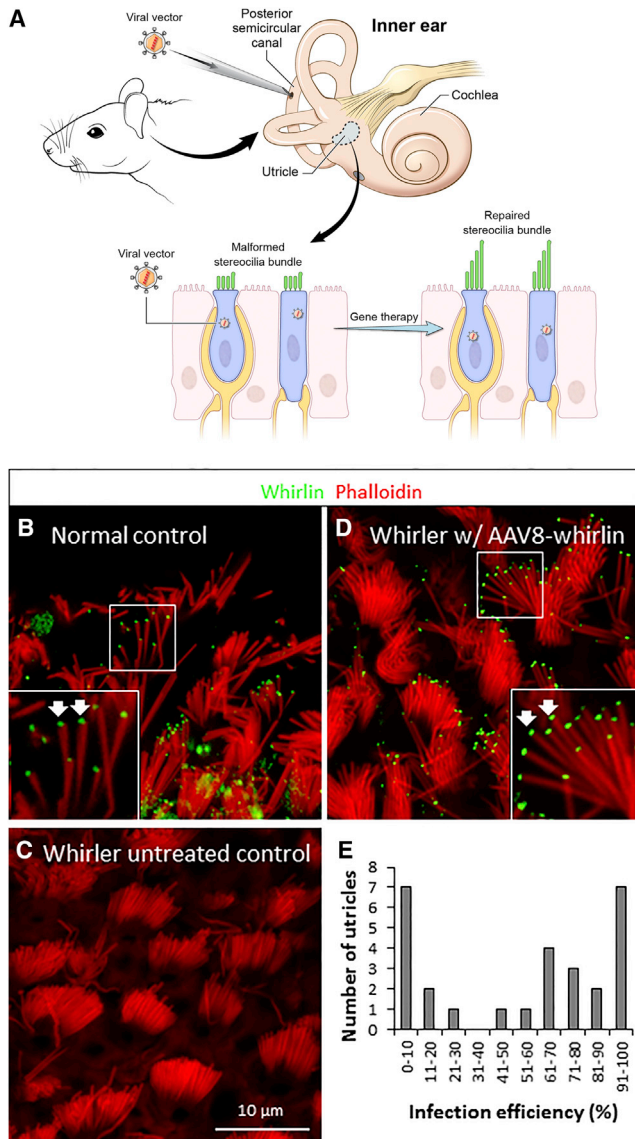 A
Viral vector
Posterior
semicircular
canal
Inner ear
Cochlea
Utricle
Viral vector
Malformed
stereocilia bundle
Gene therapy
Repaired
stereocilia bundle
Whirlin Phalloidin
B Normal control
D Whirler w/ AAV8-whirlin
C Whirler untreated control
10 µm
E
Number of utricles
8
7
6
5
4
3
2
1
0
0-10
11-20
21-30
31-40
41-50
51-60
61-70
71-80
81-90
91-100
Infection efficiency (%)